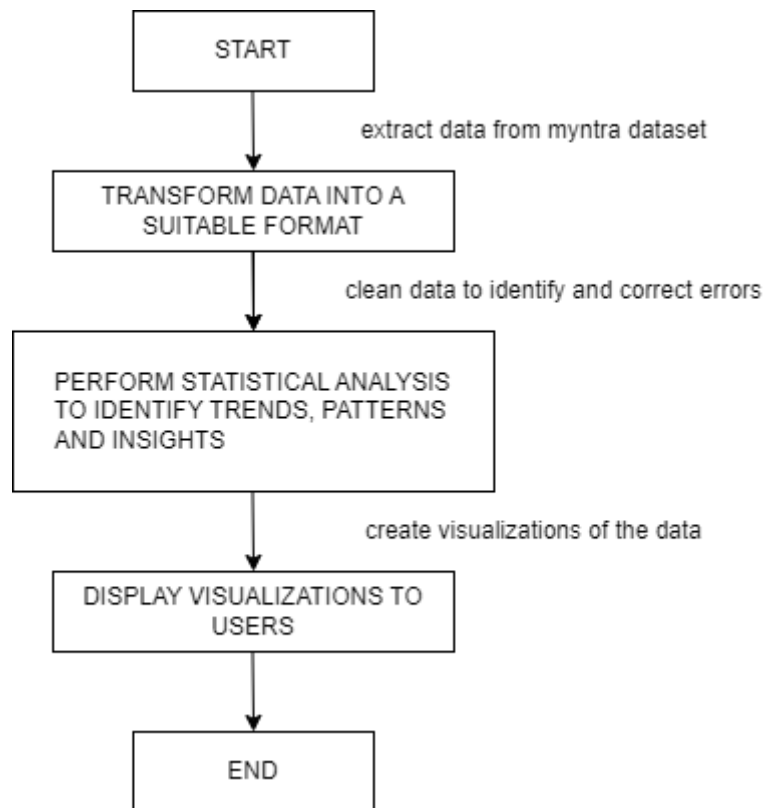 START
extract data from myntra dataset
TRANSFORM DATA INTO A
SUITABLE FORMAT
clean data to identify and correct errors
PERFORM STATISTICAL ANALYSIS
TO IDENTIFY TRENDS, PATTERNS
AND INSIGHTS
create visualizations of the data
DISPLAY VISUALIZATIONS TO
USERS
END